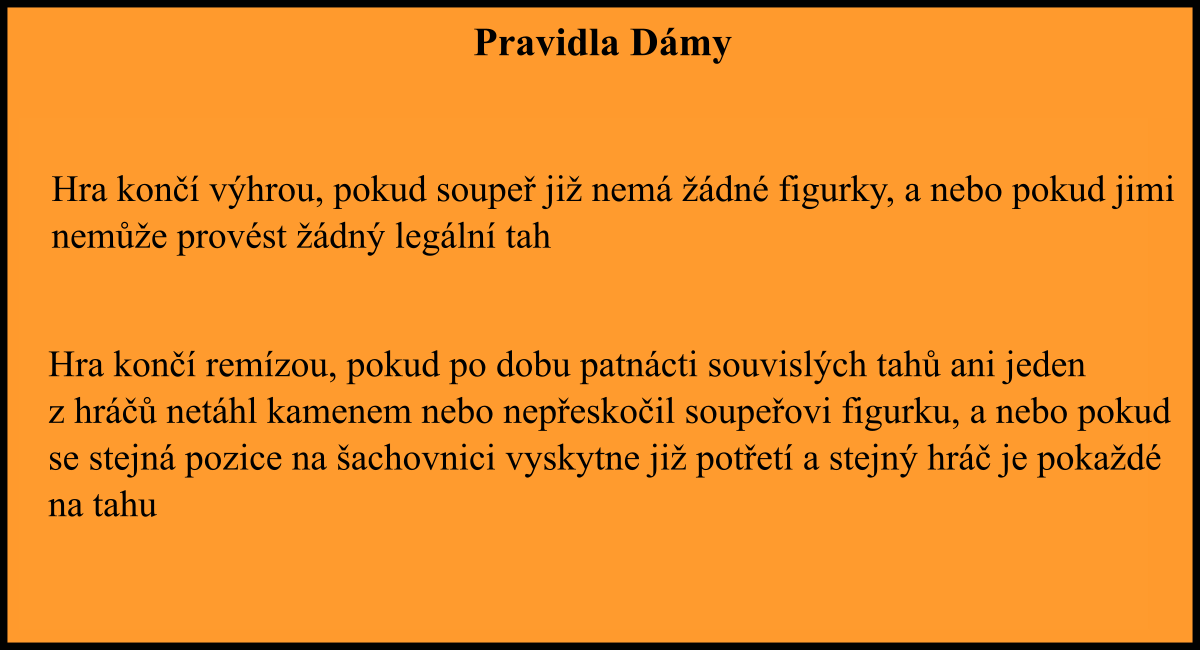 Pravidla Dámy
Hra končí výhrou, pokud soupeř již nemá žádné figurky, a nebo pokud jimi
nemůže provést žádný legální tah
Hra končí remízou, pokud po dobu patnácti souvislých tahů ani jeden
z hráčů netáhl kamenem nebo nepřeskočil soupeřovi figurku, a nebo pokud
se stejná pozice na šachovnici vyskytne již potřetí a stejný hráč je pokaždé
na tahu